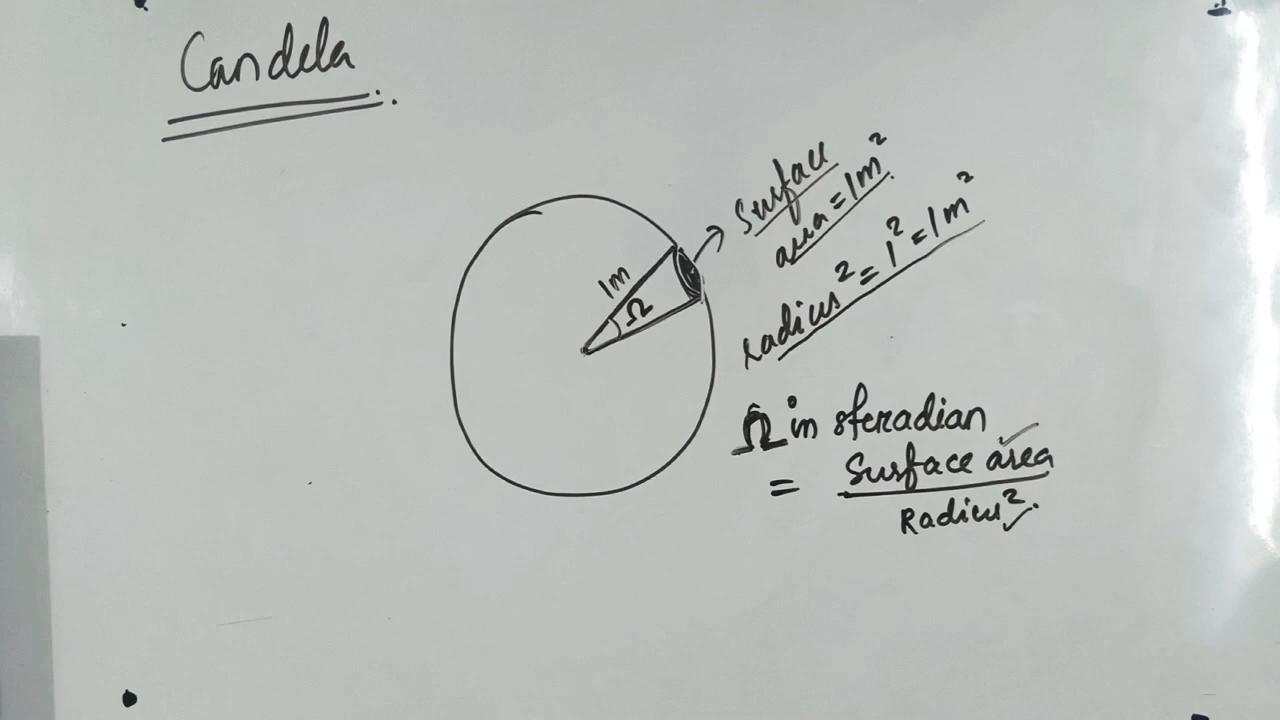 Candela
1m
Ω
Surface
area = 1m²
radius² = 1² = 1m²
Ω in steradian
= Surface area
Radius²